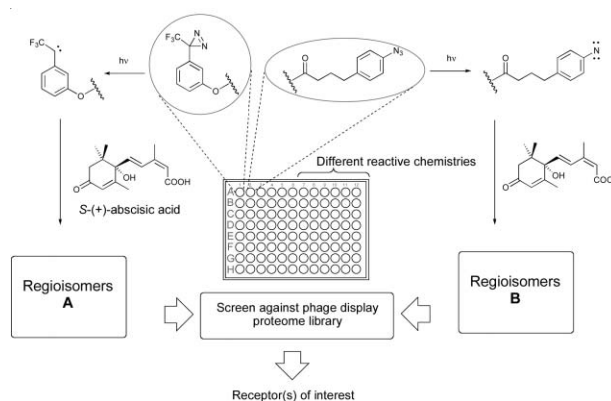 F₃C
F₃C
N
N
N₃
N
O
O
O
O
hν
hν
Different reactive chemistries
OH
COOH
O
S-(+)-abscisic acid
A
B
C
D
E
F
G
H
OH
COO
O
Regioisomers
A
Screen against phage display
proteome library
Regioisomers
B
Receptor(s) of interest